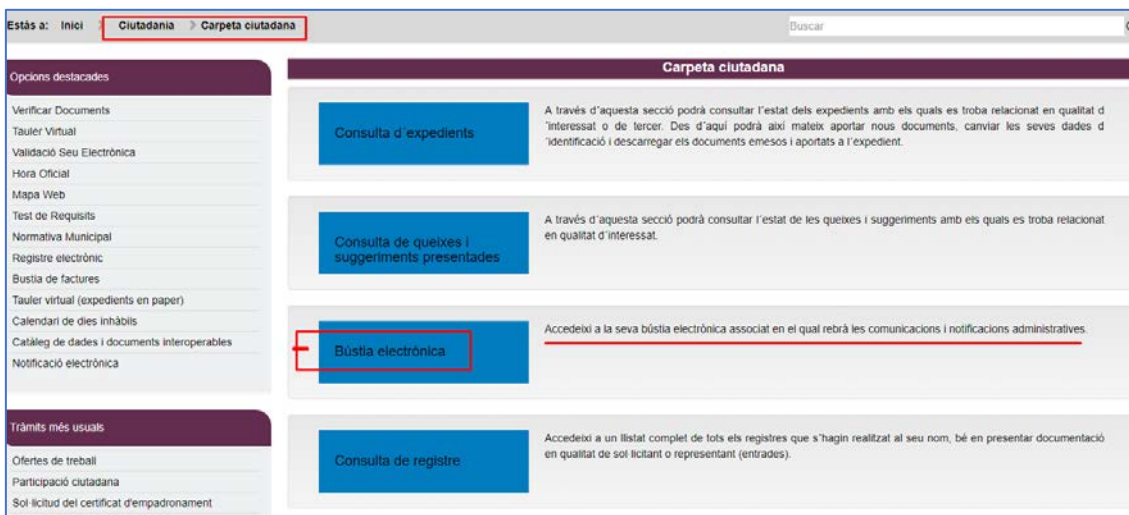 Estàs a: Inici Ciutadania Carpeta ciutadana
Buscar
Opcions destacades
Verificar Documents
Tauler Virtual
Validació Seu Electrònica
Hora Oficial
Mapa Web
Test de Requisits
Normativa Municipal
Registre electrònic
Bustia de factures
Tauler virtual (expedients en paper)
Calendari de dies inhàbils
Catàleg de dades i documents interoperables
Notificació electrònica
Tràmits més usuals
Ofertes de treball
Participació ciutadana
Sol·licitud del certificat d'empadronament
Carpeta ciutadana
Consulta d´expedients
A través d´aquesta secció podrà consultar l´estat dels expedients amb els quals es troba relacionat en qualitat d
´interessat o de tercer. Des d´aquí podrà així mateix aportar nous documents, canviar les seves dades d
´identificació i descarregar els documents emesos i aportats a l´expedient.
Consulta de queixes i
suggeriments presentades
A través d´aquesta secció podrà consultar l´estat de les queixes i suggeriments amb els quals es troba relacionat
en qualitat d´interessat.
Bústia electrònica
Accedeixi a la seva bústia electrònica associat en el qual rebrà les comunicacions i notificacions administratives.
Consulta de registre
Accedeixi a un llistat complet de tots els registres que s´hagin realitzat al seu nom, bé en presentar documentació
en qualitat de sol·licitant o representant (entrades).